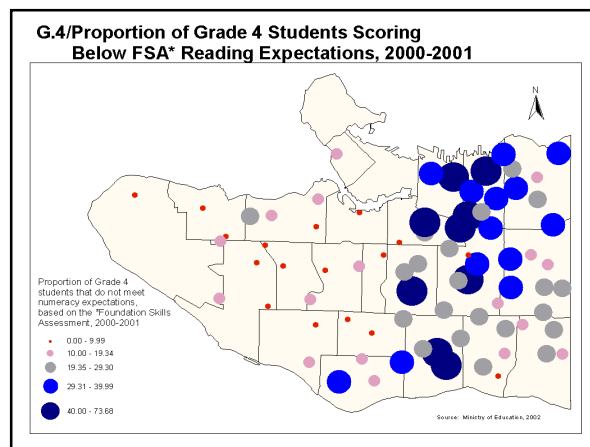 G.4/Proportion of Grade 4 Students Scoring
Below FSA* Reading Expectations, 2000-2001
N
Proportion of Grade 4
students that do not meet
numeracy expectations,
based on the *Foundation Skills
Assessment, 2000-2001
0.00 - 9.99
10.00 - 19.34
19.35 - 29.30
29.31 - 39.99
40.00 - 73.68
Source: Ministry of Education, 2002